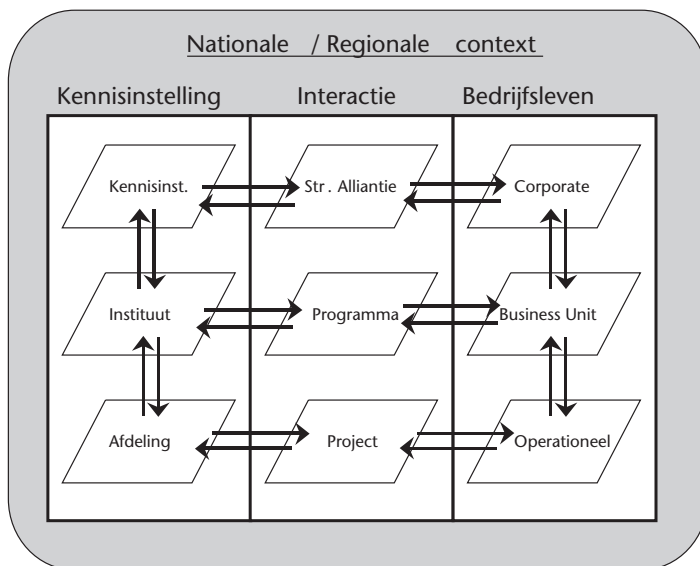 Nationale / Regionale context
Kennisinstelling Interactie Bedrijfsleven
Kennisinst. Str. Alliantie Corporate
Instituut Programma Business Unit
Afdeling Project Operationeel